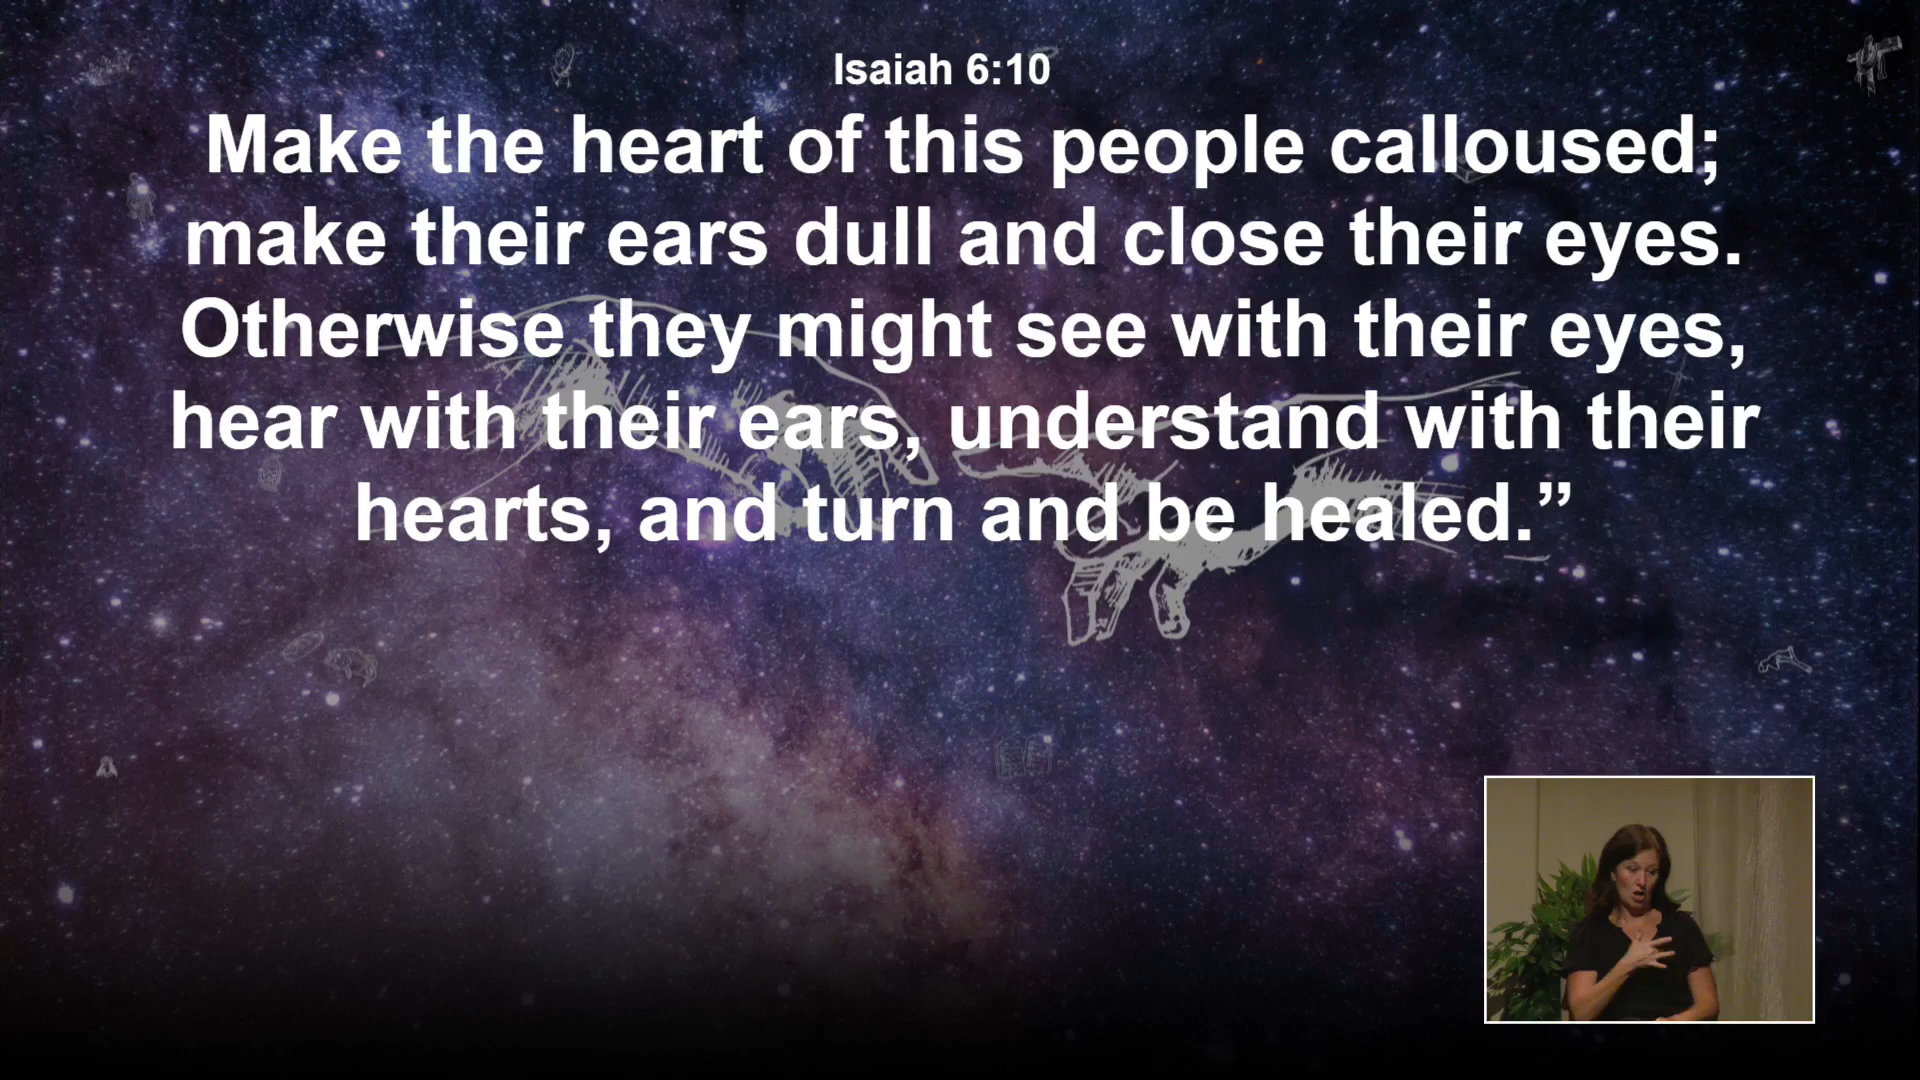 Isaiah 6:10
Make the heart of this people calloused;
make their ears dull and close their eyes.
Otherwise they might see with their eyes,
hear with their ears, understand with their
hearts, and turn and be healed.”